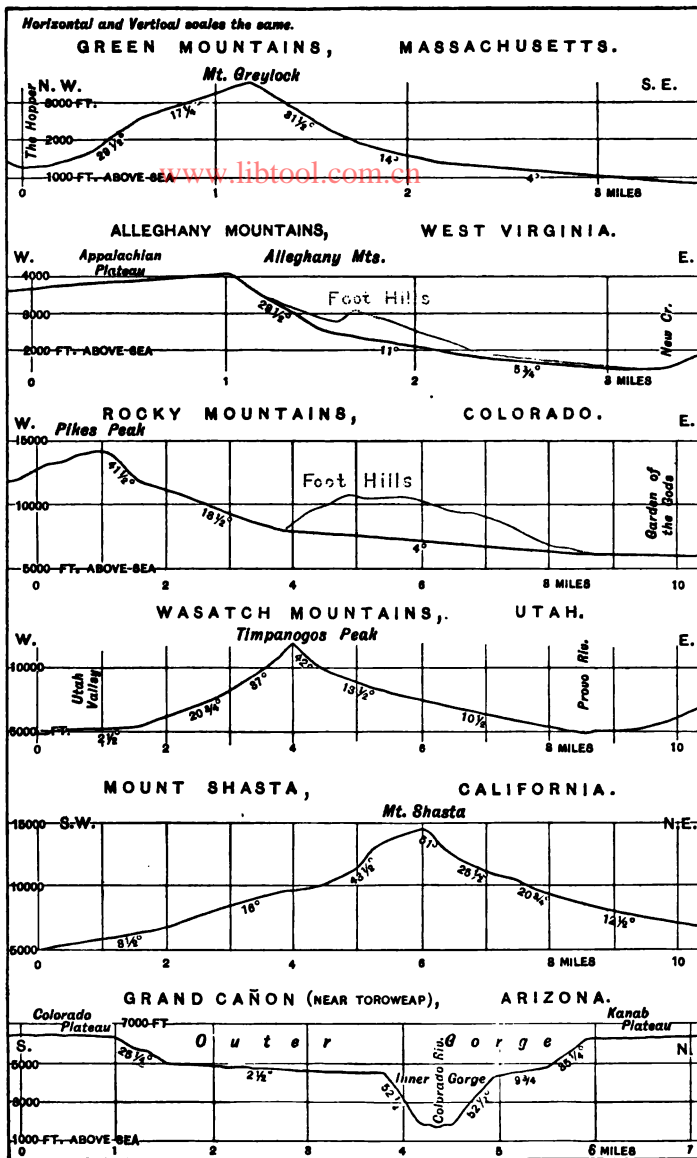 Horizontal and Vertical scales the same.
GREEN MOUNTAINS, MASSACHUSETTS.
Mt. Greylock
N.W. S.E.
The Hopper
3000 FT.
2000
1000 FT. ABOVE SEA
29½° 17¾° 31½° 14° 4°
www.libtool.com.cn
0 1 2 3 MILES
ALLEGHANY MOUNTAINS, WEST VIRGINIA.
W. Appalachian Plateau Alleghany Mts. E.
4000
3000
2000 FT. ABOVE SEA
Foot Hills
New Cr.
28½° 11° 5¾°
0 1 2 3 MILES
ROCKY MOUNTAINS, COLORADO.
W. Pikes Peak E.
15000
10000
5000 FT. ABOVE SEA
Foot Hills
Garden of the Gods
41½° 18½° 4°
0 2 4 6 8 MILES 10
WASATCH MOUNTAINS, UTAH.
W. Timpanogos Peak E.
10000
5000 FT.
Utah Valley
Provo Riv.
2½° 20¾° 37° 42° 13½° 10½
0 2 4 6 8 MILES 10
MOUNT SHASTA, CALIFORNIA.
Mt. Shasta
S.W. N.E.
15000
10000
5000
8½° 16° 43½° 26½° 20¾° 12½°
0 2 4 6 8 MILES 10
GRAND CAÑON (NEAR TOROWEAP), ARIZONA.
Colorado Plateau 7000 FT Kanab Plateau
S. Outer Gorge N.
5000
3000
1000 FT. ABOVE SEA
Inner Gorge
Colorado Riv.
2½° 52½° 9¾
0 1 2 3 4 5 6 MILES 7